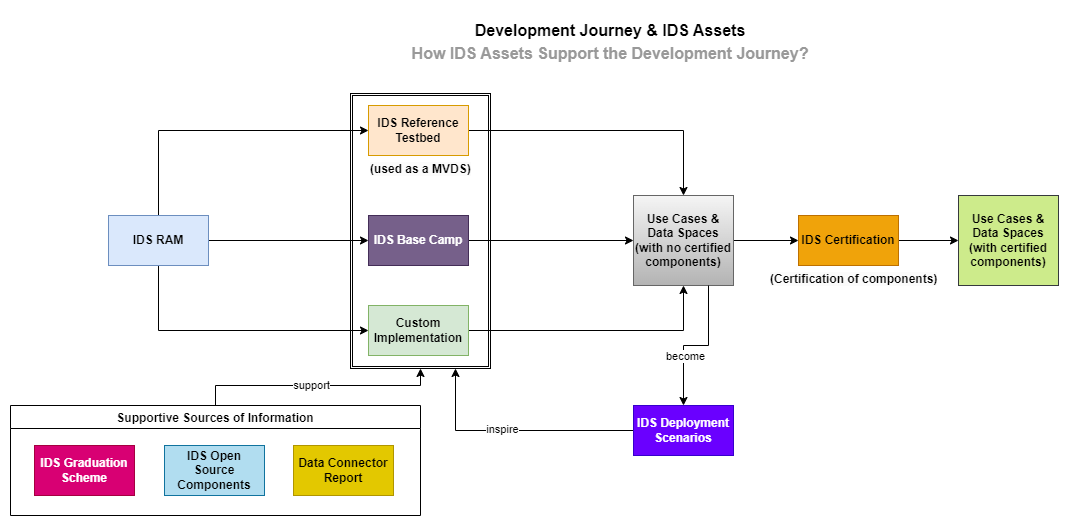 Development Journey & IDS Assets
How IDS Assets Support the Development Journey?
IDS Reference
Testbed
(used as a MVDS)
IDS RAM
IDS Base Camp
Use Cases &
Data Spaces
(with no certified
components)
IDS Certification
(Certification of components)
Use Cases &
Data Spaces
(with certified
components)
Custom
Implementation
become
support
inspire
IDS Deployment
Scenarios
Supportive Sources of Information
IDS Graduation
Scheme
IDS Open
Source
Components
Data Connector
Report